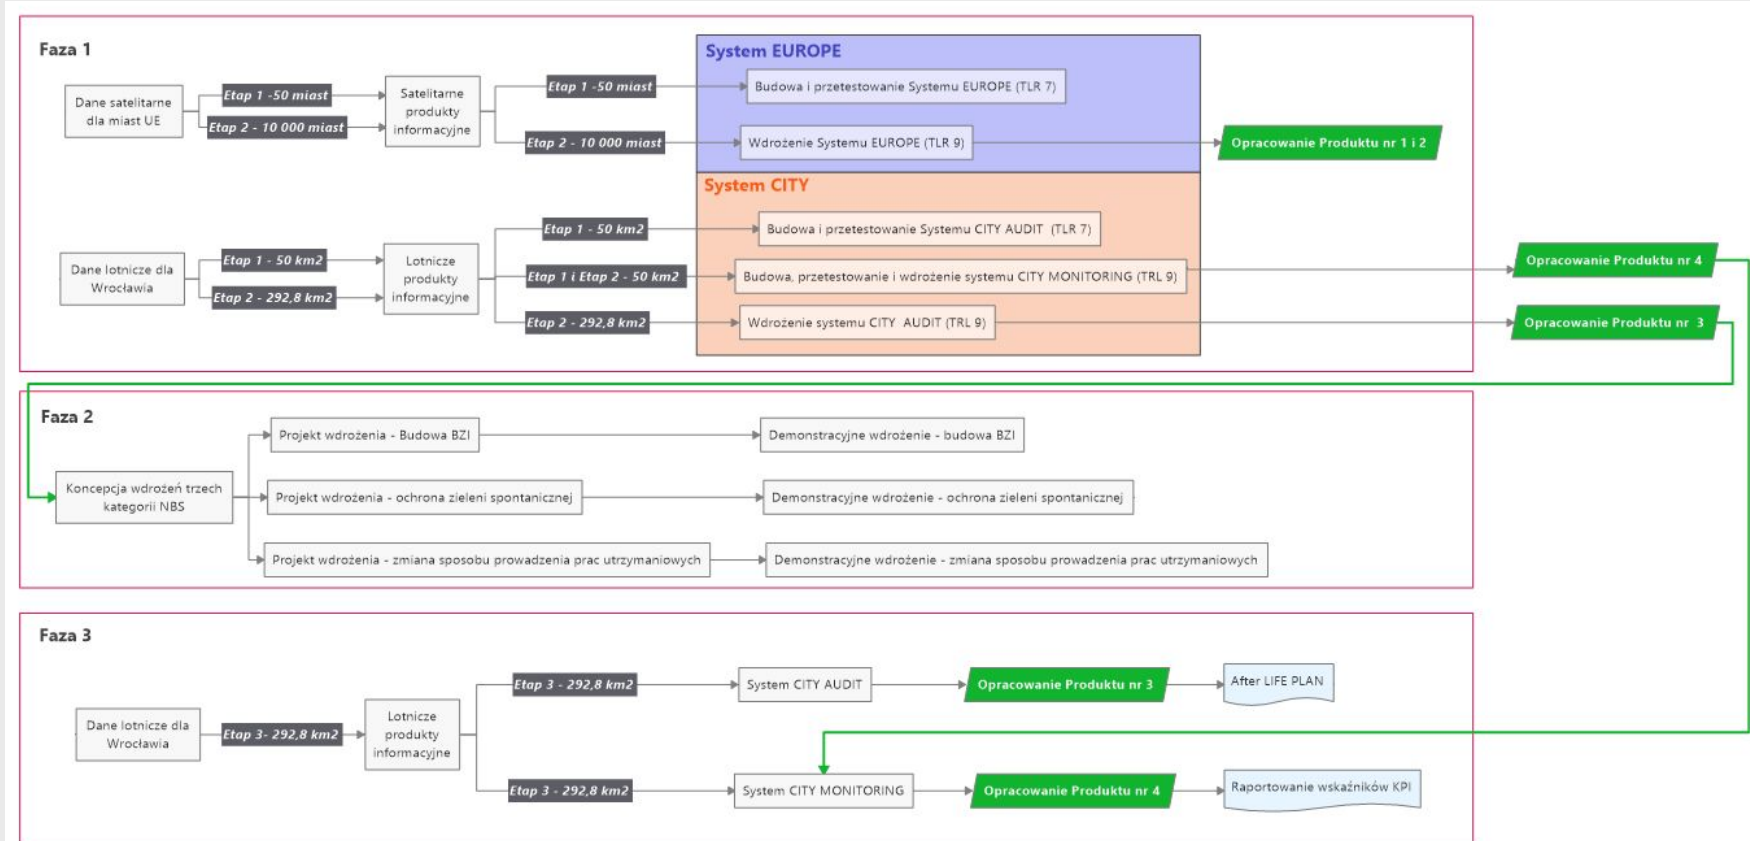 Faza 1
System EUROPE
Dane satelitarne
dla miast UE
Etap 1 -50 miast
Etap 2 - 10 000 miast
Satelitarne
produkty
informacyjne
Etap 1 -50 miast
Etap 2 - 10 000 miast
Budowa i przetestowanie Systemu EUROPE (TLR 7)
Wdrożenie Systemu EUROPE (TLR 9)
Opracowanie Produktu nr 1 i 2
System CITY
Dane lotnicze dla
Wrocławia
Etap 1 - 50 km2
Etap 2 - 292,8 km2
Lotnicze
produkty
informacyjne
Etap 1 - 50 km2
Etap 1 i Etap 2 - 50 km2
Etap 2 - 292,8 km2
Budowa i przetestowanie Systemu CITY AUDIT (TLR 7)
Budowa, przetestowanie i wdrożenie systemu CITY MONITORING (TRL 9)
Wdrożenie systemu CITY AUDIT (TRL 9)
Opracowanie Produktu nr 4
Opracowanie Produktu nr 3
Faza 2
Koncepcja wdrożeń trzech
kategorii NBS
Projekt wdrożenia - Budowa BZI
Demonstracyjne wdrożenie - budowa BZI
Projekt wdrożenia - ochrona zieleni spontanicznej
Demonstracyjne wdrożenie - ochrona zieleni spontanicznej
Projekt wdrożenia - zmiana sposobu prowadzenia prac utrzymaniowych
Demonstracyjne wdrożenie - zmiana sposobu prowadzenia prac utrzymaniowych
Faza 3
Dane lotnicze dla
Wrocławia
Etap 3- 292,8 km2
Lotnicze
produkty
informacyjne
Etap 3 - 292,8 km2
System CITY AUDIT
Opracowanie Produktu nr 3
After LIFE PLAN
Etap 3 - 292,8 km2
System CITY MONITORING
Opracowanie Produktu nr 4
Raportowanie wskaźników KPI